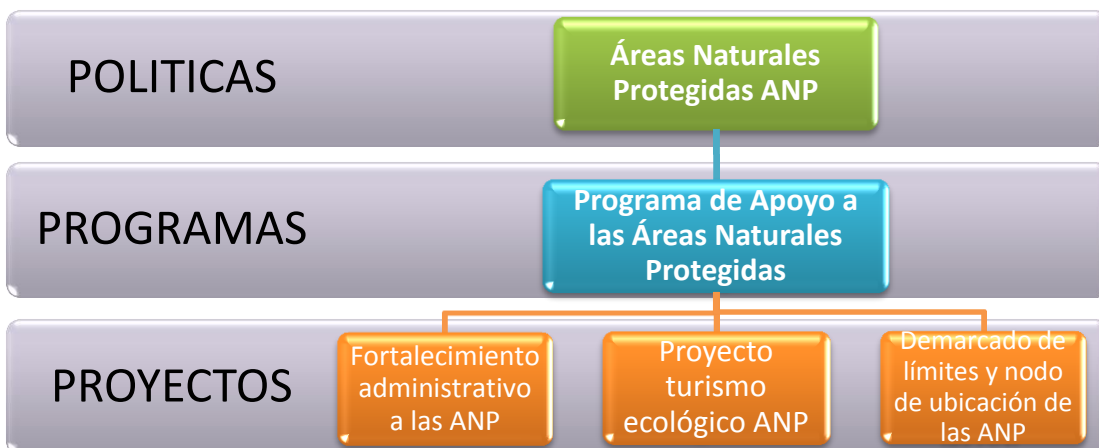 POLITICAS
Áreas Naturales
Protegidas ANP
PROGRAMAS
Programa de Apoyo a
las Áreas Naturales
Protegidas
PROYECTOS
Fortalecimiento
administrativo
a las ANP
Proyecto
turismo
ecológico ANP
Demarcado de
límites y nodo
de ubicación de
las ANP